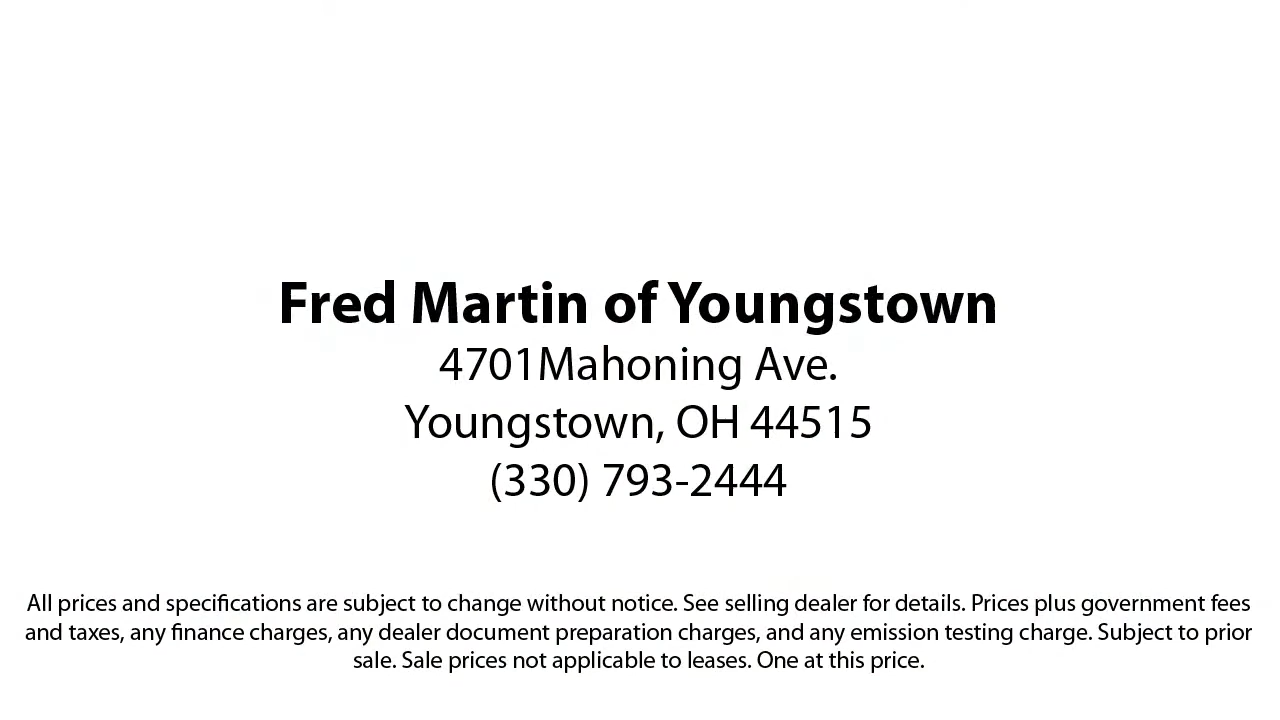 Fred Martin of Youngstown
4701Mahoning Ave.
Youngstown, OH 44515
(330) 793-2444
All prices and specifications are subject to change without notice. See selling dealer for details. Prices plus government fees
and taxes, any finance charges, any dealer document preparation charges, and any emission testing charge. Subject to prior
sale. Sale prices not applicable to leases. One at this price.